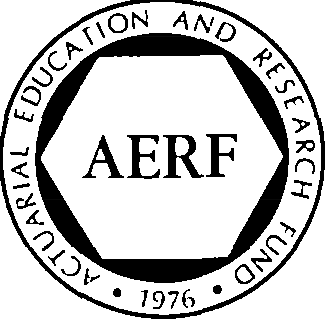 ACTUARIAL EDUCATION AND RESEARCH FUND
AERF
• 1976 •